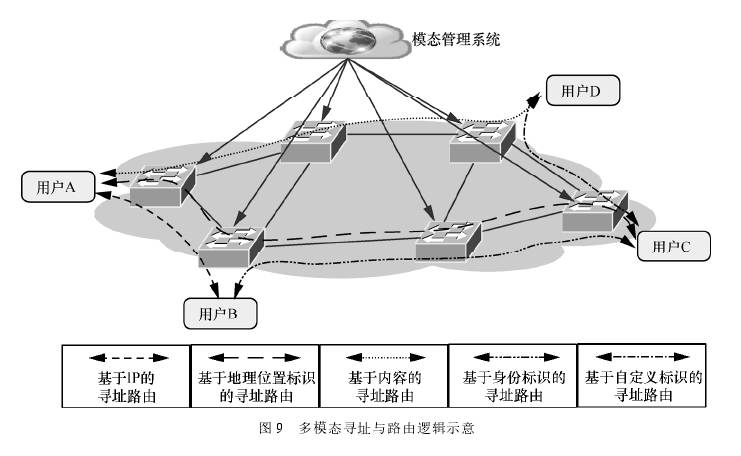 模态管理系统
用户D
用户A
用户C
用户B
基于IP的
寻址路由
基于地理位置标识
的寻址路由
基于内容的
寻址路由
基于身份标识的
寻址路由
基于自定义标识的
寻址路由
图9 多模态寻址与路由逻辑示意